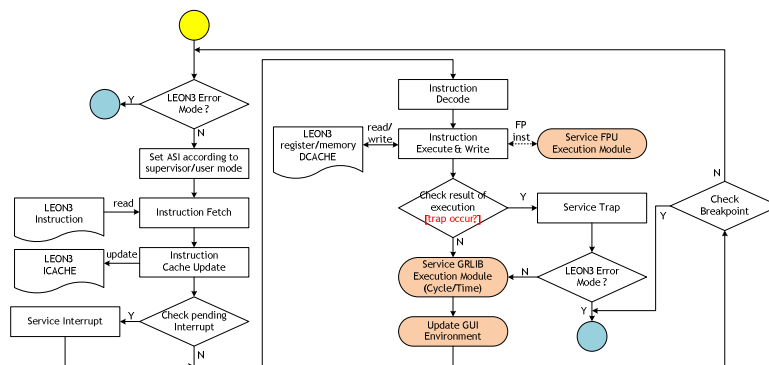 LEON3 Error
Mode ?
Y
N
Set ASI according to
supervisor/user mode
LEON3
Instruction
read
Instruction Fetch
LEON3
ICACHE
update
Instruction
Cache Update
Service Interrupt
Y
Check pending
Interrupt
N
Instruction
Decode
LEON3
register/memory
DCACHE
read/
write
Instruction
Execute & Write
FP
inst
Service FPU
Execution Module
Check result of
execution
[trap occur?]
Y
N
Service Trap
Service GRLIB
Execution Module
(Cycle/Time)
N
LEON3 Error
Mode ?
Y
Update GUI
Environment
N
Check
Breakpoint
Y